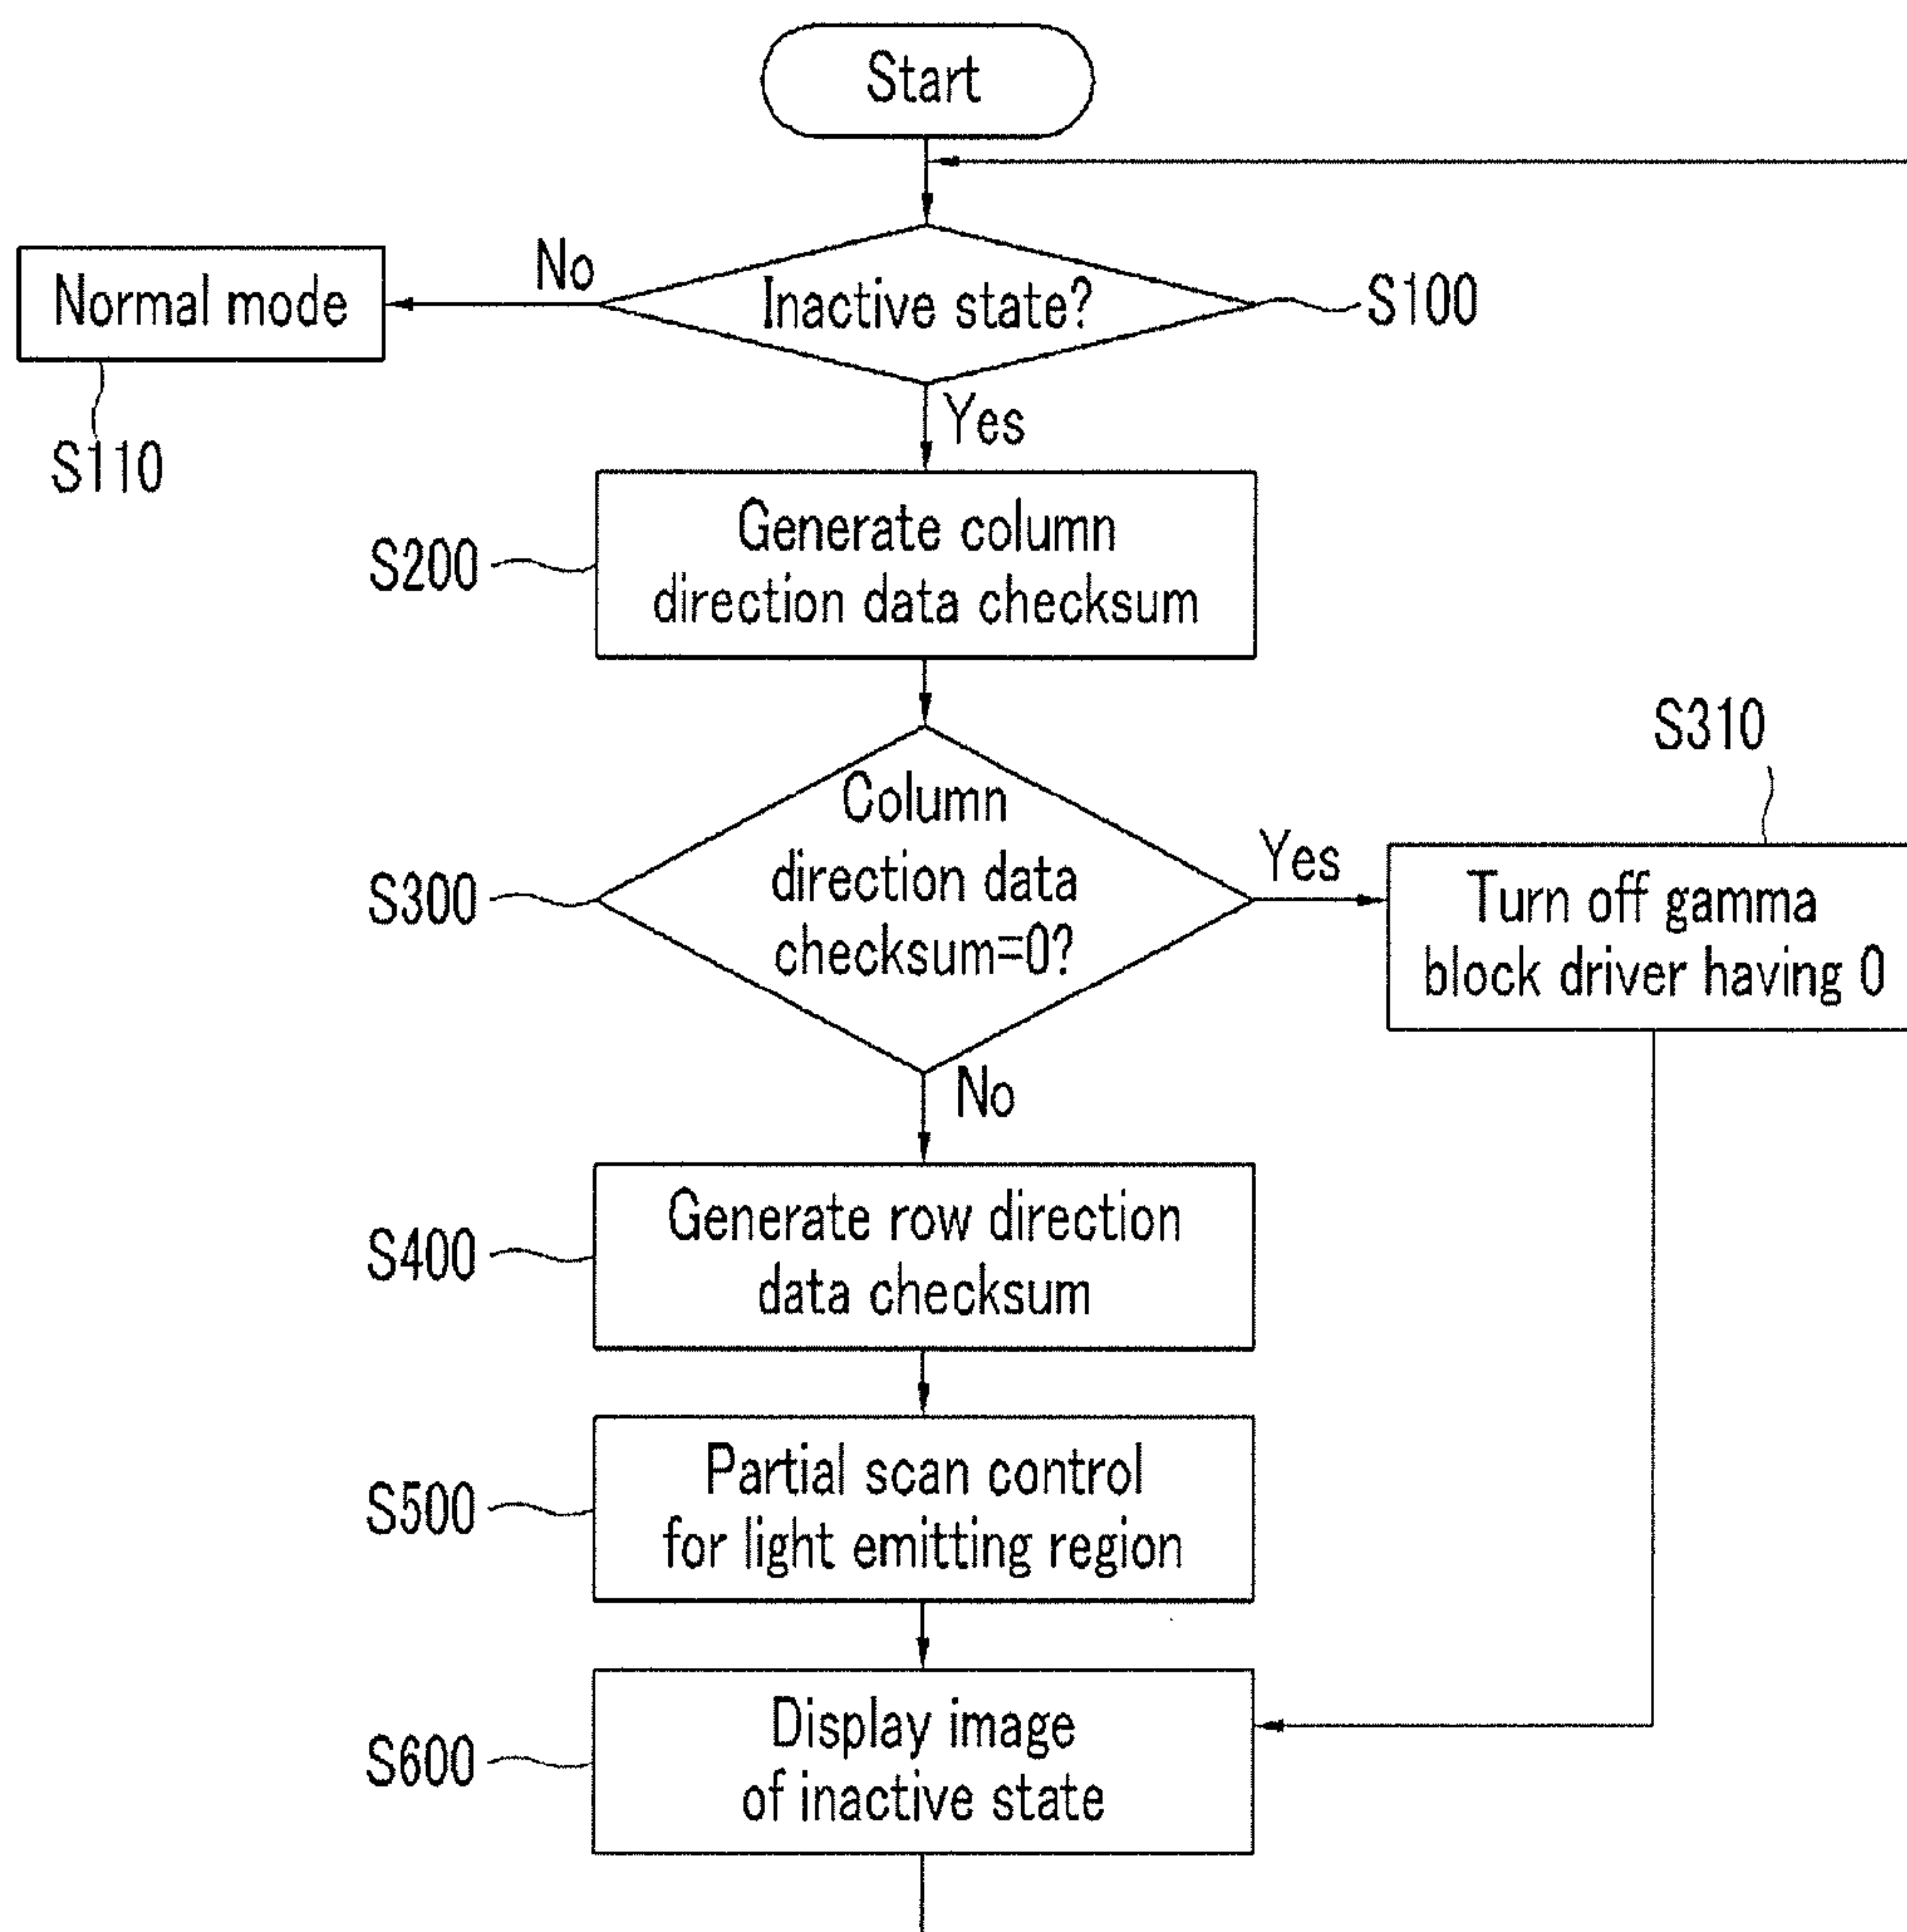 Start
No
Normal mode
Inactive state?
S100
S110
Yes
S200
Generate column
direction data checksum
S310
S300
Column
direction data
checksum=0?
Yes
Turn off gamma
block driver having 0
No
S400
Generate row direction
data checksum
S500
Partial scan control
for light emitting region
S600
Display image
of inactive state